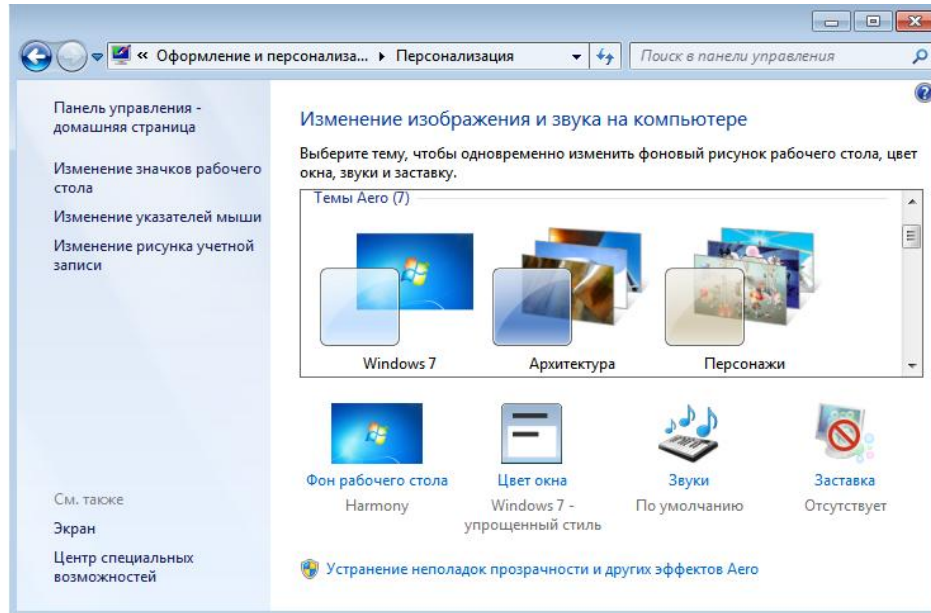 « Оформление и персонализа... ▸ Персонализация
Поиск в панели управления
Панель управления -
домашняя страница
Изменение значков рабочего
стола
Изменение указателей мыши
Изменение рисунка учетной
записи
См. также
Экран
Центр специальных
возможностей
Изменение изображения и звука на компьютере
Выберите тему, чтобы одновременно изменить фоновый рисунок рабочего стола, цвет
окна, звуки и заставку.
Темы Aero (7)
Windows 7
Архитектура
Персонажи
Фон рабочего стола
Harmony
Цвет окна
Windows 7 -
упрощенный стиль
Звуки
По умолчанию
Заставка
Отсутствует
Устранение неполадок прозрачности и других эффектов Aero